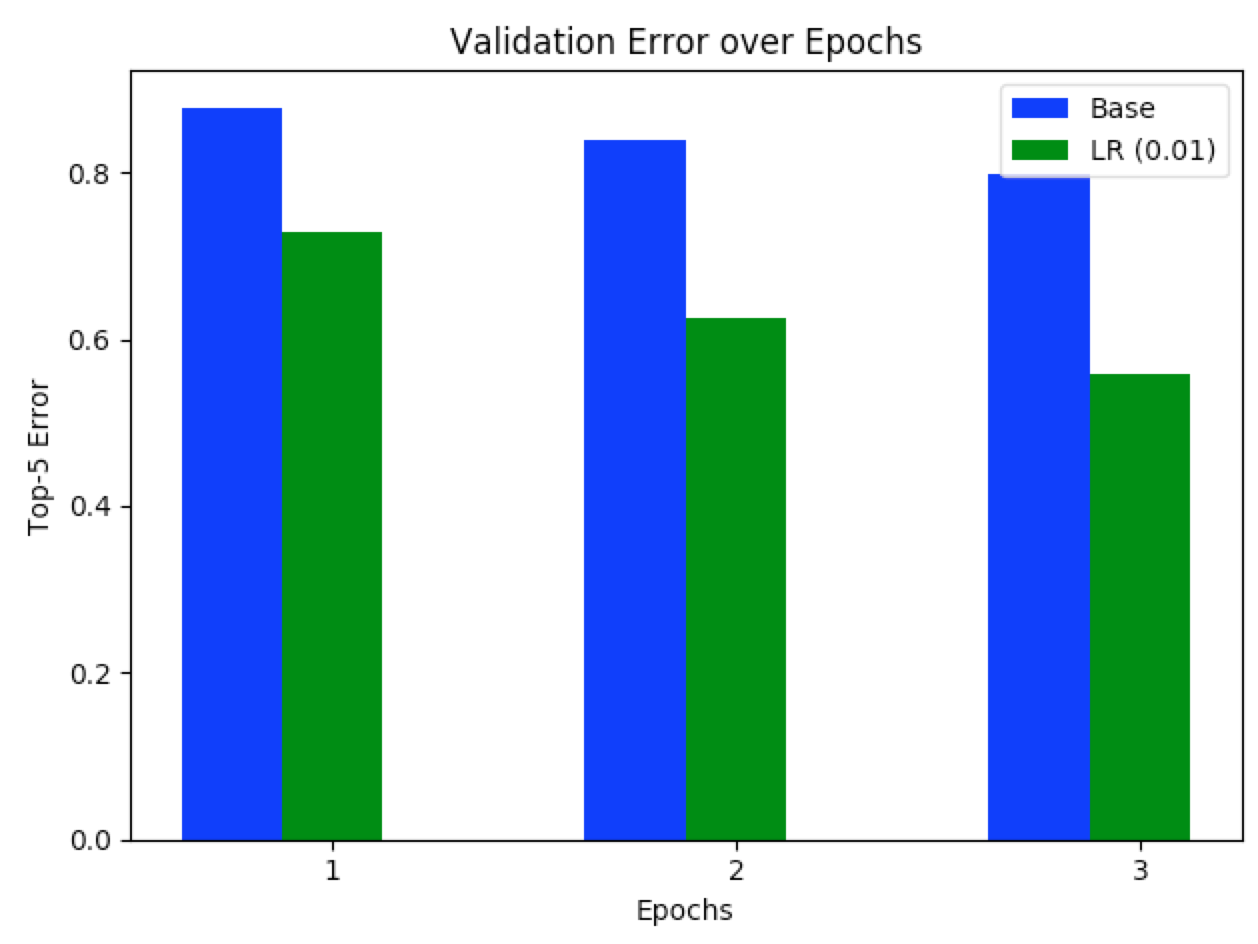 Validation Error over Epochs
Base
LR (0.01)
Top-5 Error
0.8
0.6
0.4
0.2
0.0
1 2 3
Epochs